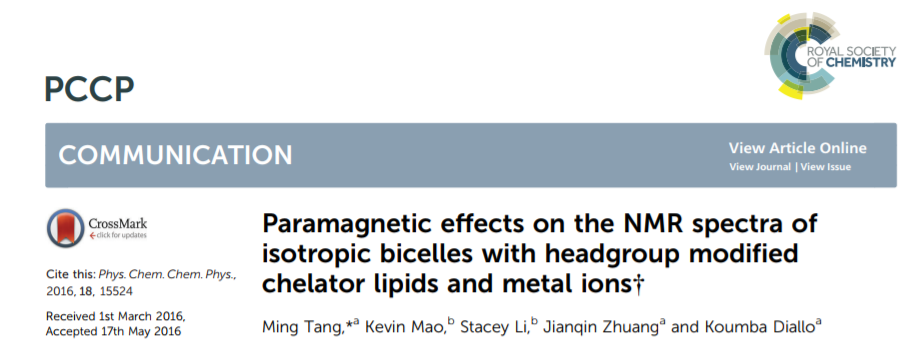 ROYAL SOCIETY
OF CHEMISTRY
PCCP
COMMUNICATION
View Article Online
View Journal | View Issue
CrossMark
click for updates
Cite this: Phys. Chem. Chem. Phys.,
2016, 18, 15524
Received 1st March 2016,
Accepted 17th May 2016
Paramagnetic effects on the NMR spectra of
isotropic bicelles with headgroup modified
chelator lipids and metal ions†
Ming Tang,*ᵃ Kevin Mao,ᵇ Stacey Li,ᵇ Jianqin Zhuangᵃ and Koumba Dialloᵃ